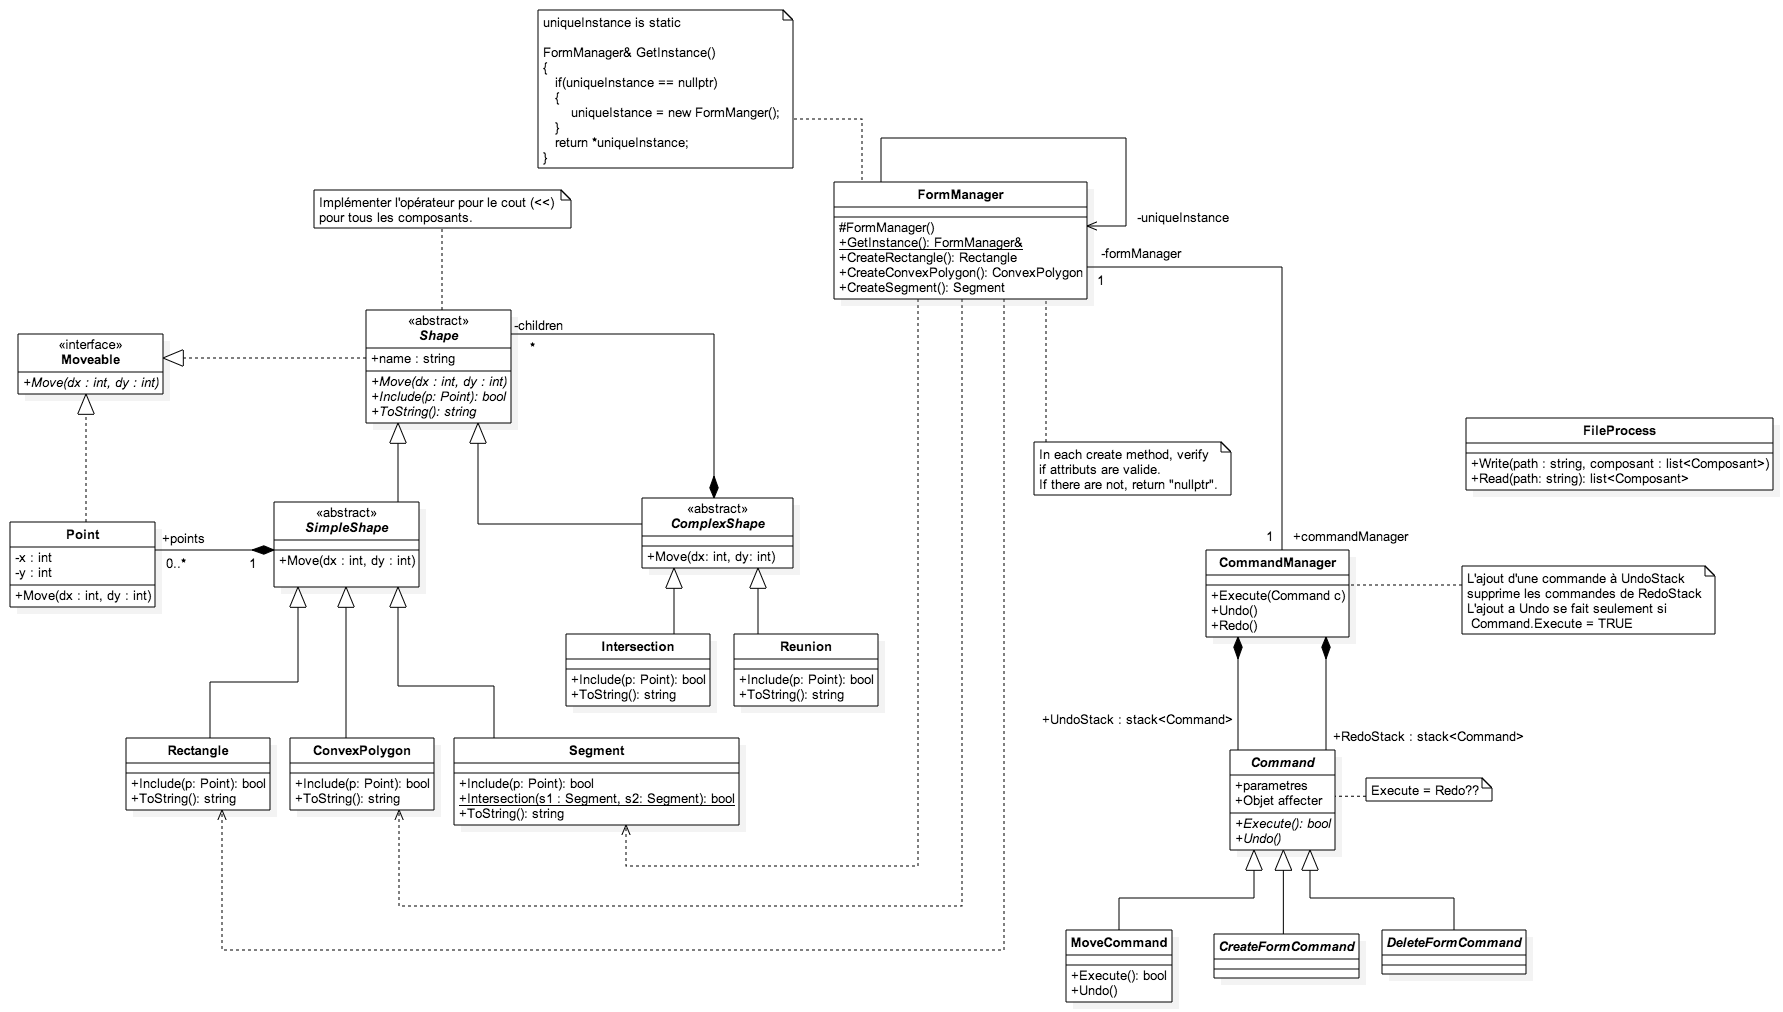 uniqueInstance is static
FormManager& GetInstance()
{
if(uniqueInstance == nullptr)
{
uniqueIstance = new FormManger();
}
return *uniqueInstance;
}
FormManager
#FormManager()
+GetInstance(): FormManager&
+CreateRectangle(): Rectangle
+CreateConvexPolygon(): ConvexPolygon
+CreateSegment(): Segment
-uniqueInstance
-formManager
1
Implémenter l'opérateur pour le cout (<<)
pour tous les composants.
«abstract»
Shape
+name : string
+Move(dx : int, dy : int)
+Include(p: Point): bool
+ToString(): string
-children
*
«interface»
Moveable
+Move(dx : int, dy : int)
In each create method, verify
if attributs are valide.
If there are not, return "nullptr".
FileProcess
+Write(path : string, composant : list<Composant>)
+Read(path: string): list<Composant>
Point
-x : int
-y : int
+Move(dx : int, dy : int)
+points
0..*
1
«abstract»
SimpleShape
+Move(dx : int, dy : int)
«abstract»
ComplexShape
+Move(dx: int, dy: int)
1
+commandManager
CommandManager
+Execute(Command c)
+Undo()
+Redo()
L'ajout d'une commande à UndoStack
supprime les commandes de RedoStack
L'ajout a Undo se fait seulement si
Command.Execute = TRUE
Intersection
+Include(p: Point): bool
+ToString(): string
Reunion
+Include(p: Point): bool
+ToString(): string
+UndoStack : stack<Command>
+RedoStack : stack<Command>
Rectangle
+Include(p: Point): bool
+ToString(): string
ConvexPolygon
+Include(p: Point): bool
+ToString(): string
Segment
+Include(p: Point): bool
+Intersection(s1 : Segment, s2: Segment): bool
+ToString(): string
Command
+parametres
+Objet affecter
+Execute(): bool
+Undo()
Execute = Redo??
MoveCommand
+Execute(): bool
+Undo()
CreateFormCommand
DeleteFormCommand